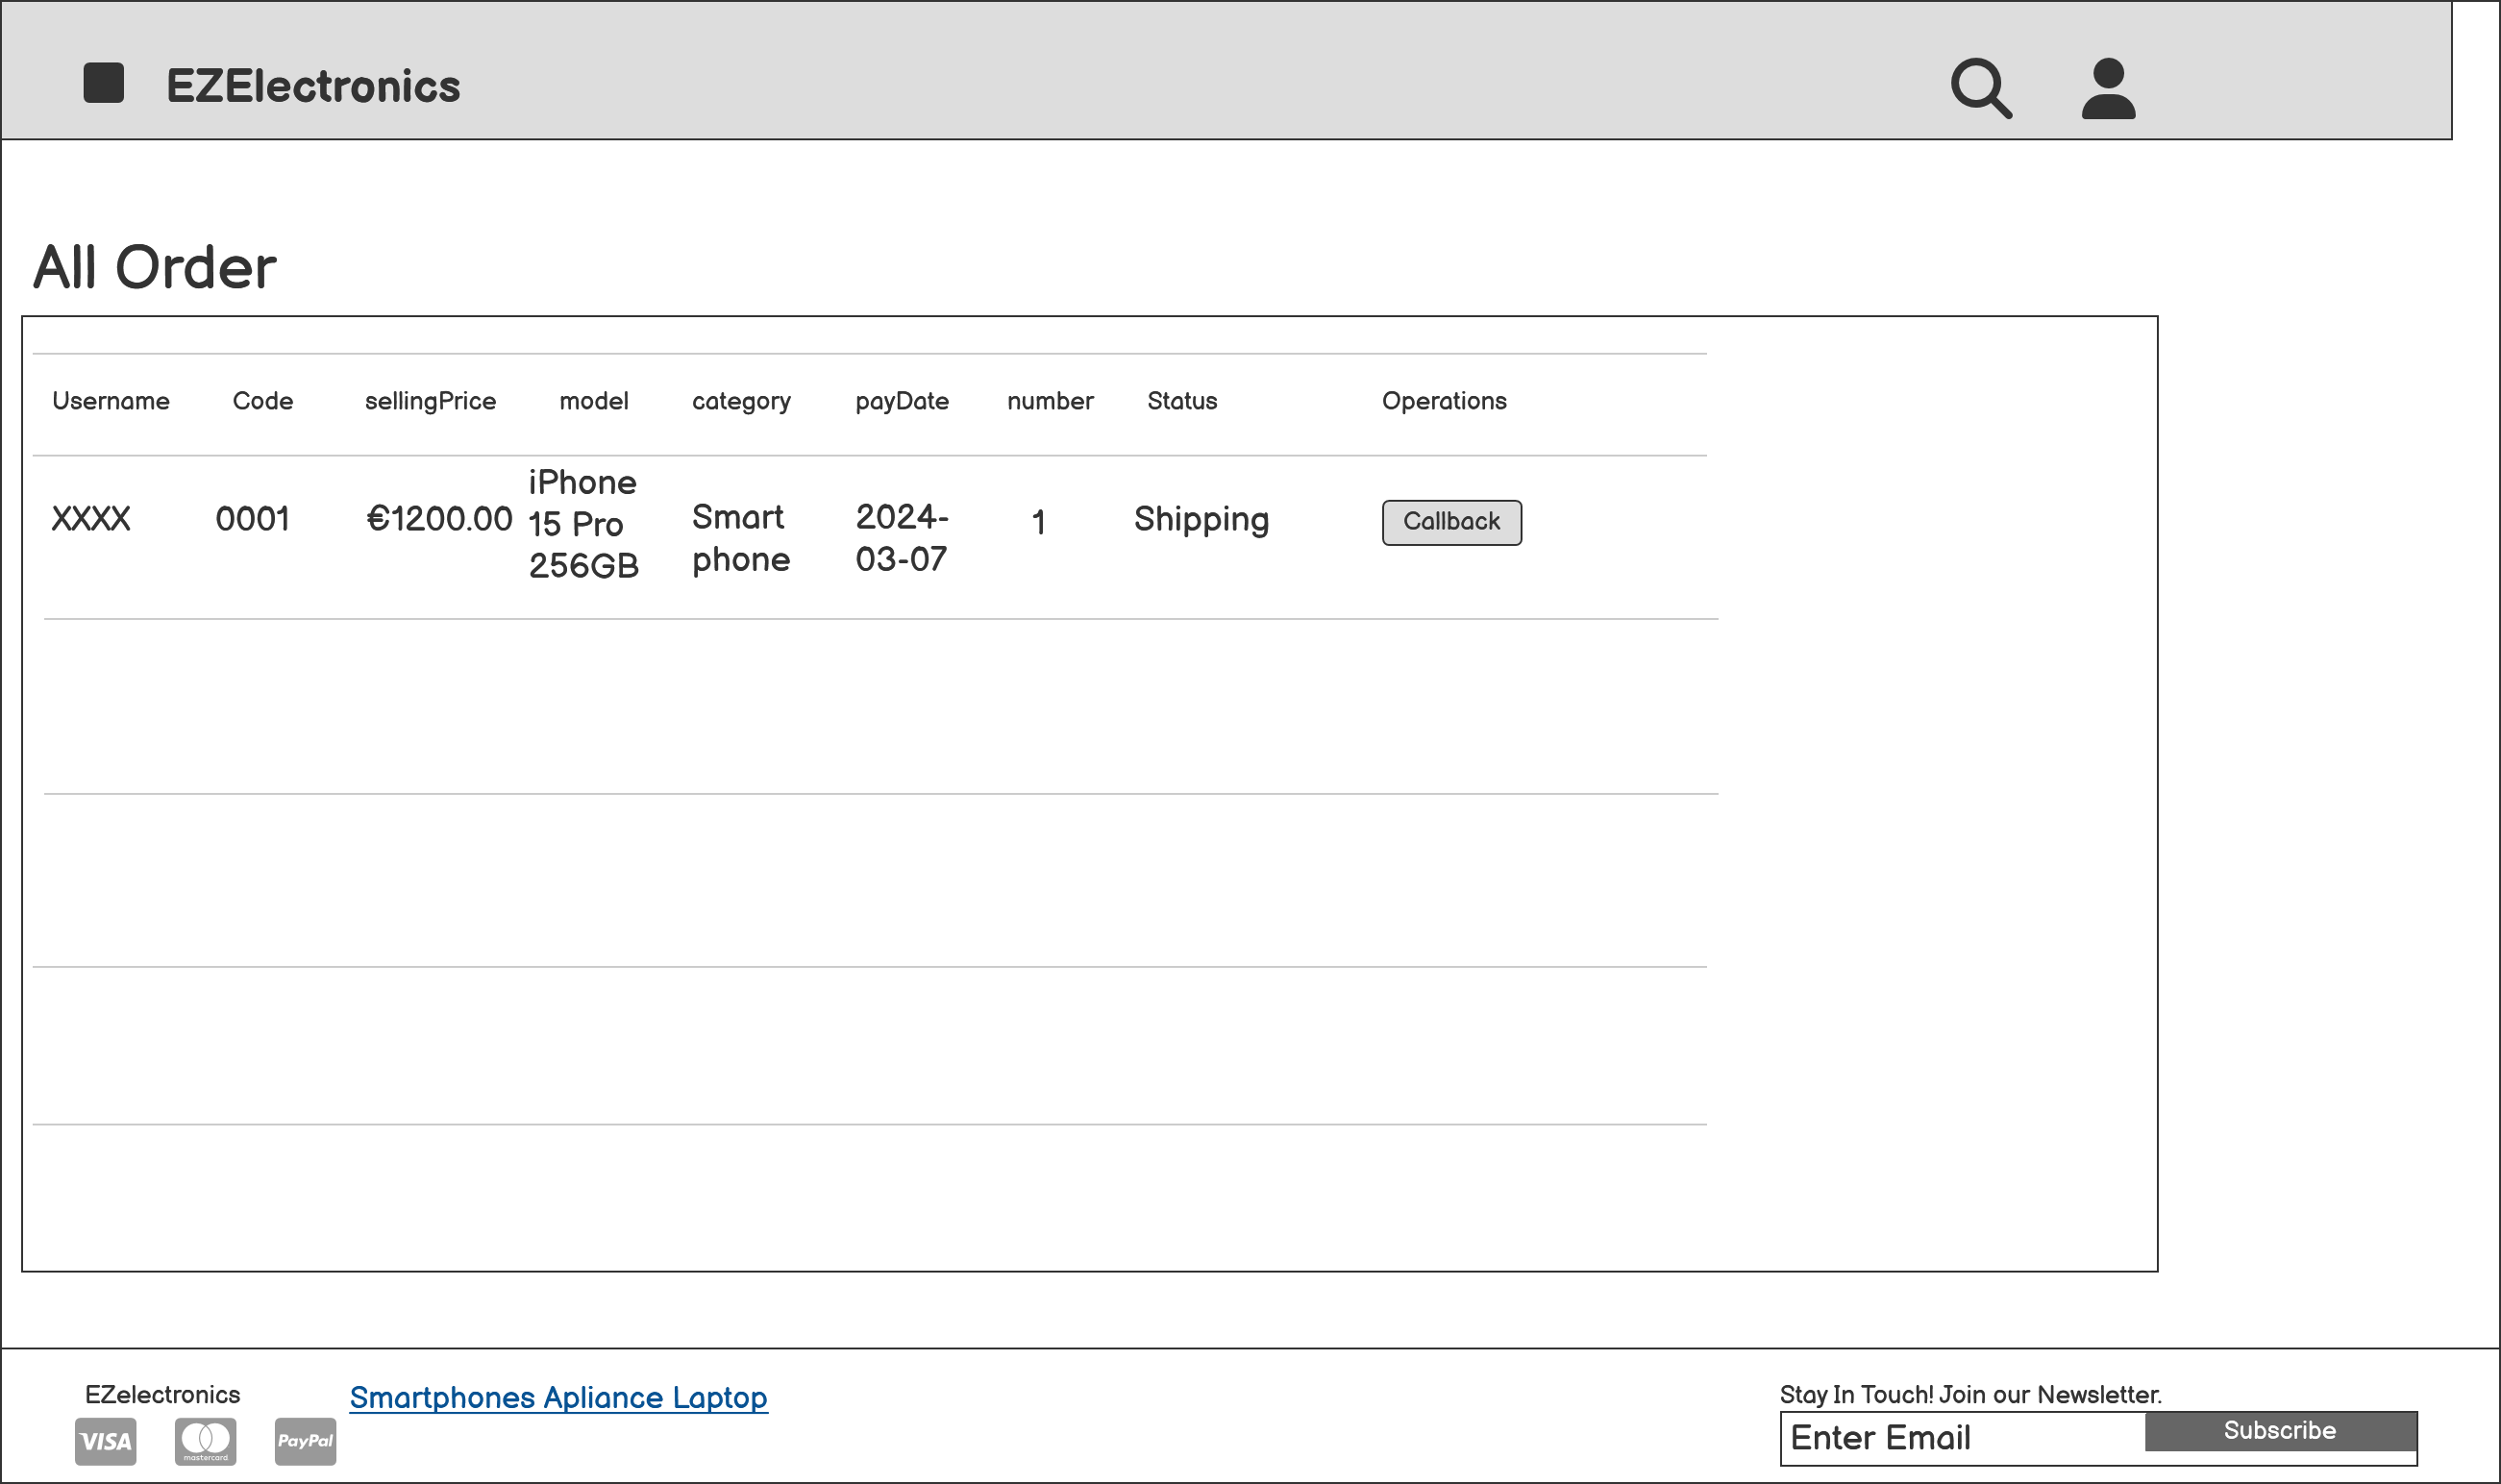 EZElectronics
All Order
Username Code sellingPrice model category payDate number Status Operations
XXXX 0001 €1200.00 iPhone 15 Pro 256GB Smart phone 2024-03-07 1 Shipping Callback
EZelectronics Smartphones Apliance Laptop Stay In Touch! Join our Newsletter.
VISA mastercard PayPal Enter Email Subscribe